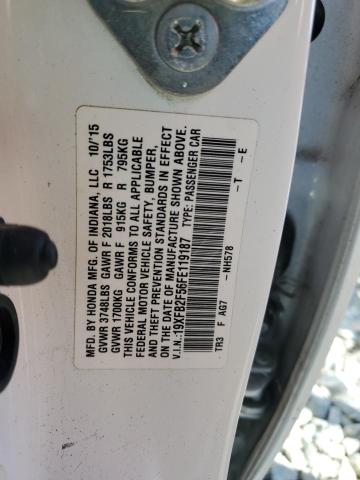 MFD. BY HONDA MFG. OF INDIANA, LLC 10/15
GVWR 3748LBS GAWR F 2018LBS R 1753LBS
GVWR 1700KG GAWR F 915KG R 795KG
THIS VEHICLE CONFORMS TO ALL APPLICABLE
FEDERAL MOTOR VEHICLE SAFETY, BUMPER,
AND THEFT PREVENTION STANDARDS IN EFFECT
ON THE DATE OF MANUFACTURE SHOWN ABOVE.
V.I.N.: 19XFB2F56FE119187 TYPE: PASSENGER CAR
-NH578 -T -E
TR3 F AG7